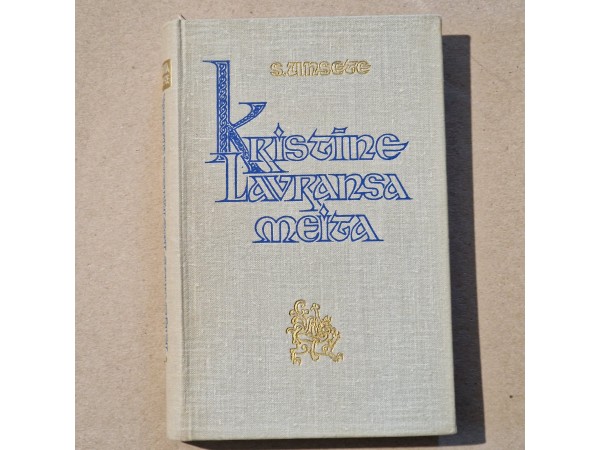 S. UNSETE
KRISTĪNE
LAVRANSA
MEITA